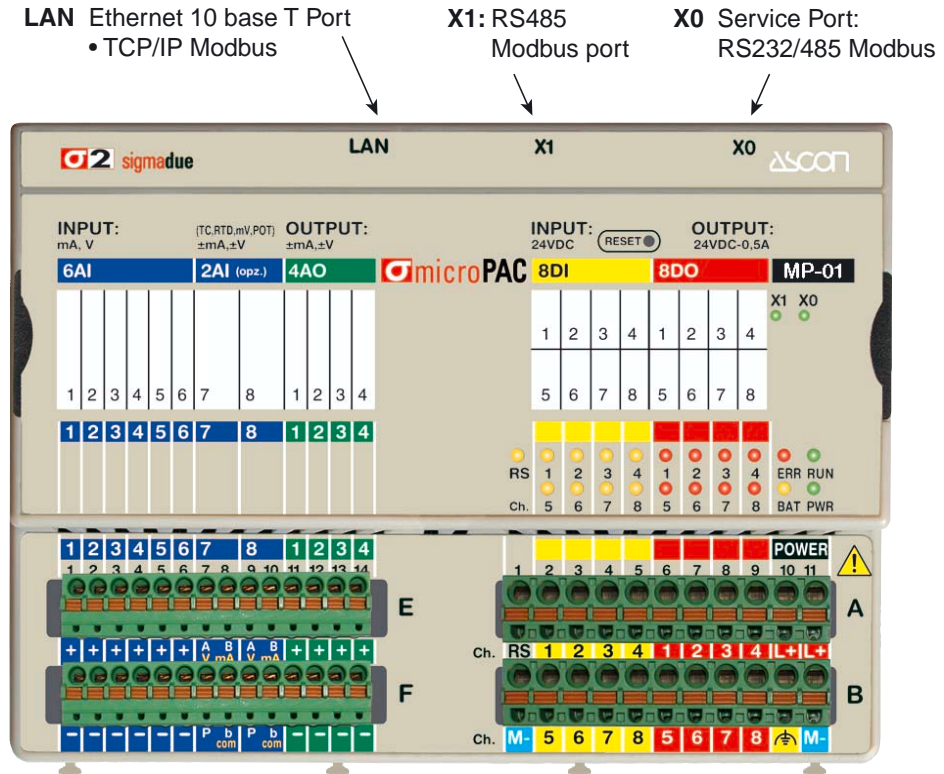 LAN Ethernet 10 base T Port
• TCP/IP Modbus
X1: RS485
Modbus port
X0 Service Port:
RS232/485 Modbus
σ2 sigmadue
LAN
X1
X0
ASCON
INPUT:
mA, V
(TC,RTD,mV,POT)
±mA,±V
OUTPUT:
±mA,±V
INPUT:
24VDC
RESET
OUTPUT:
24VDC-0,5A
6AI
2AI (opz.)
4AO
σmicroPAC
8DI
8DO
MP-01
X1 X0
1 2 3 4 1 2 3 4
1 2 3 4 5 6 7 8 1 2 3 4
5 6 7 8 5 6 7 8
1 2 3 4 5 6 7 8 1 2 3 4
RS 1 2 3 4 1 2 3 4 ERR RUN
Ch. 5 6 7 8 5 6 7 8 BAT PWR
1 2 3 4 5 6 7 8 1 2 3 4
POWER
1 2 3 4 5 6 7 8 9 10 11 12 13 14
1 2 3 4 5 6 7 8 9 10 11
E
A
+ + + + + + A B A B + + + +
V mA V mA
Ch. RS 1 2 3 4 1 2 3 4 L+ L+
F
B
- - - - - - P b P b - - - -
com com
Ch. M- 5 6 7 8 5 6 7 8 M-